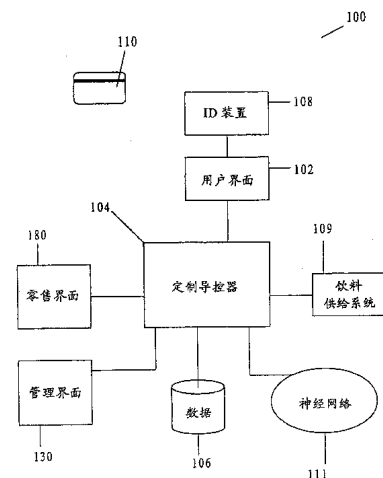 100
110
ID 装置
108
用户界面
102
104
180
109
零售界面
定制导控器
饮料
供给系统
管理界面
数据
神经网络
130
106
111